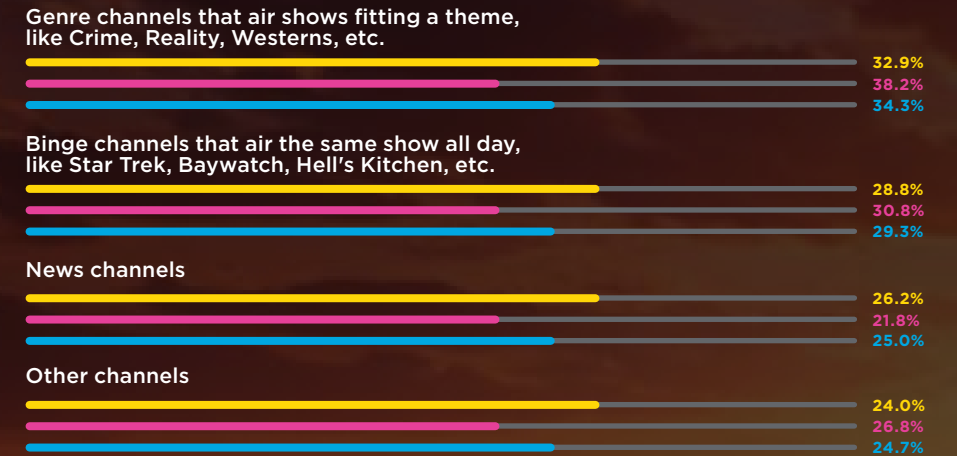 Genre channels that air shows fitting a theme,
like Crime, Reality, Westerns, etc.
32.9%
38.2%
34.3%
Binge channels that air the same show all day,
like Star Trek, Baywatch, Hell's Kitchen, etc.
28.8%
30.8%
29.3%
News channels
26.2%
21.8%
25.0%
Other channels
24.0%
26.8%
24.7%